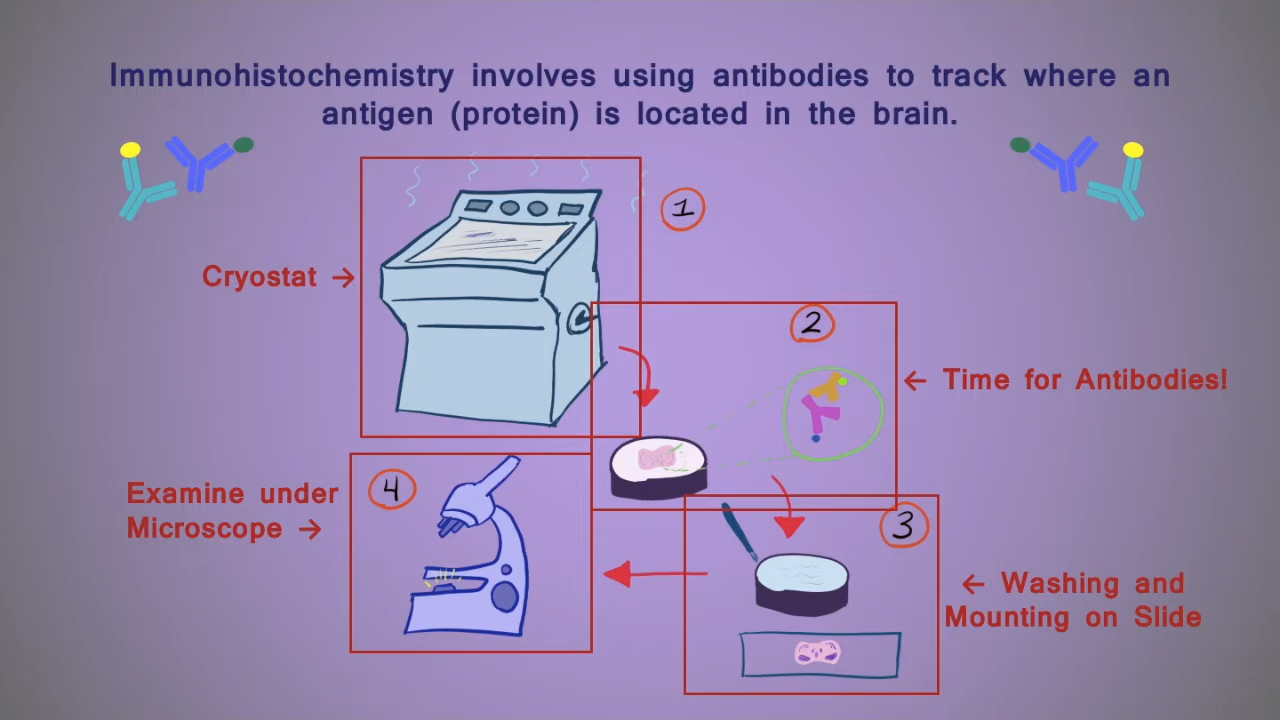 Immunohistochemistry involves using antibodies to track where an
antigen (protein) is located in the brain.
1
Cryostat →
2
← Time for Antibodies!
3
← Washing and
Mounting on Slide
4
Examine under
Microscope →